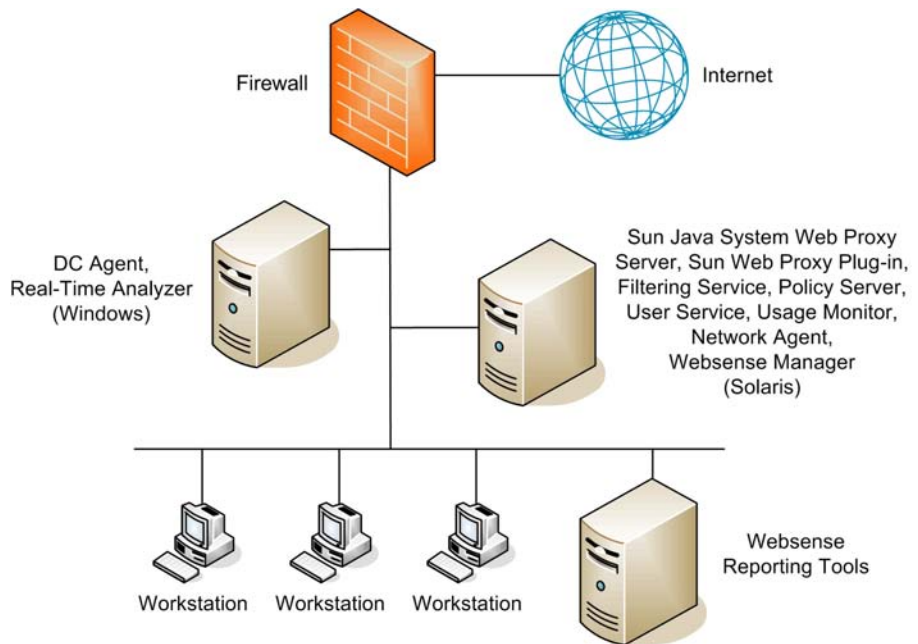 Firewall
Internet
DC Agent,
Real-Time Analyzer
(Windows)
Sun Java System Web Proxy
Server, Sun Web Proxy Plug-in,
Filtering Service, Policy Server,
User Service, Usage Monitor,
Network Agent,
Websense Manager
(Solaris)
Workstation
Workstation
Workstation
Websense
Reporting Tools